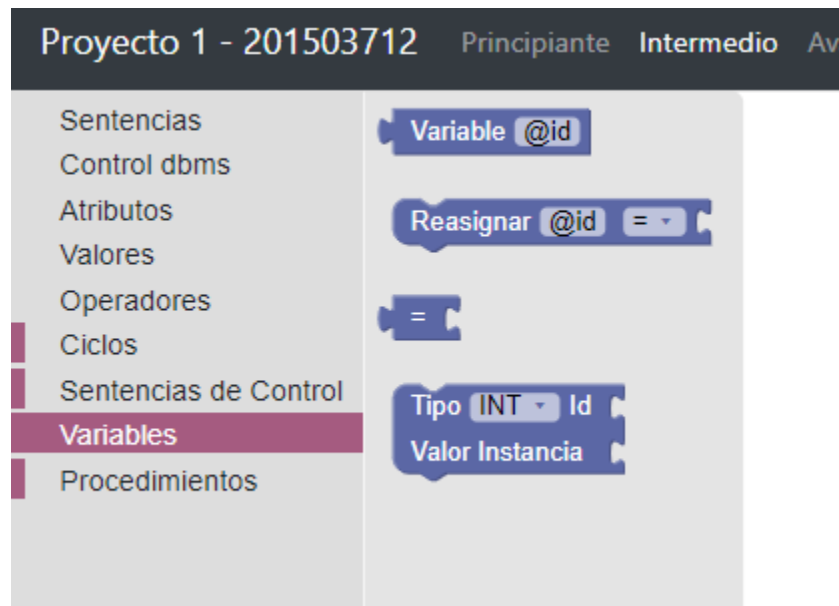 Proyecto 1 - 201503712 Principiante Intermedio Av
Sentencias
Control dbms
Atributos
Valores
Operadores
Ciclos
Sentencias de Control
Variables
Procedimientos
Variable @id
Reasignar @id =
=
Tipo INT Id
Valor Instancia